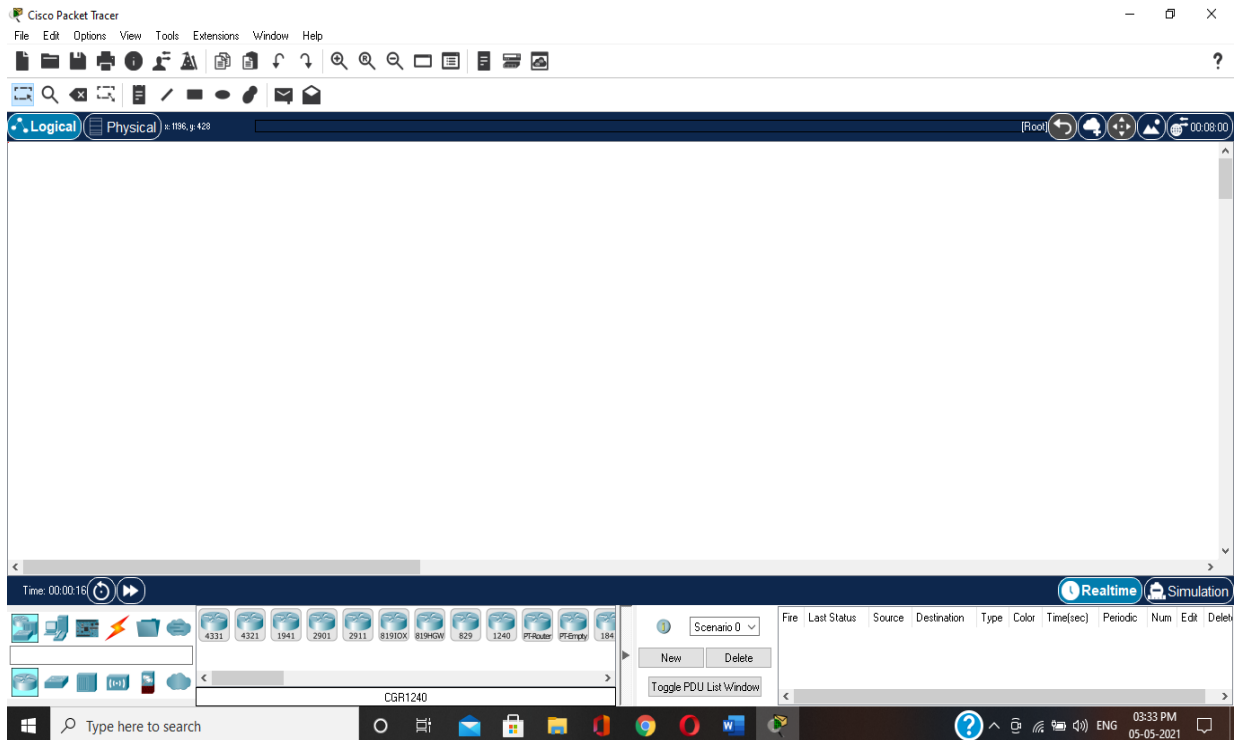 Cisco Packet Tracer
File Edit Options View Tools Extensions Window Help
?
Logical Physical x: 1196, y: 428 [Root] 00:08:00
Time: 00:00:16 Realtime Simulation
4331 4321 1941 2901 2911 819IOX 819HGW 829 1240 PT-Router PT-Empty 184
Scenario 0
Fire Last Status Source Destination Type Color Time(sec) Periodic Num Edit Delet
New Delete
Toggle PDU List Window
CGR1240
Type here to search
ENG
03:33 PM
05-05-2021